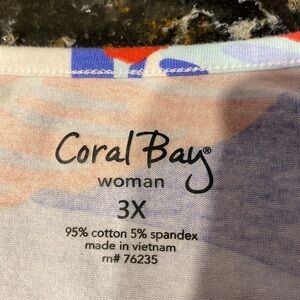 Coral Bay®
woman
3X
95% cotton 5% spandex
made in vietnam
rn# 76235